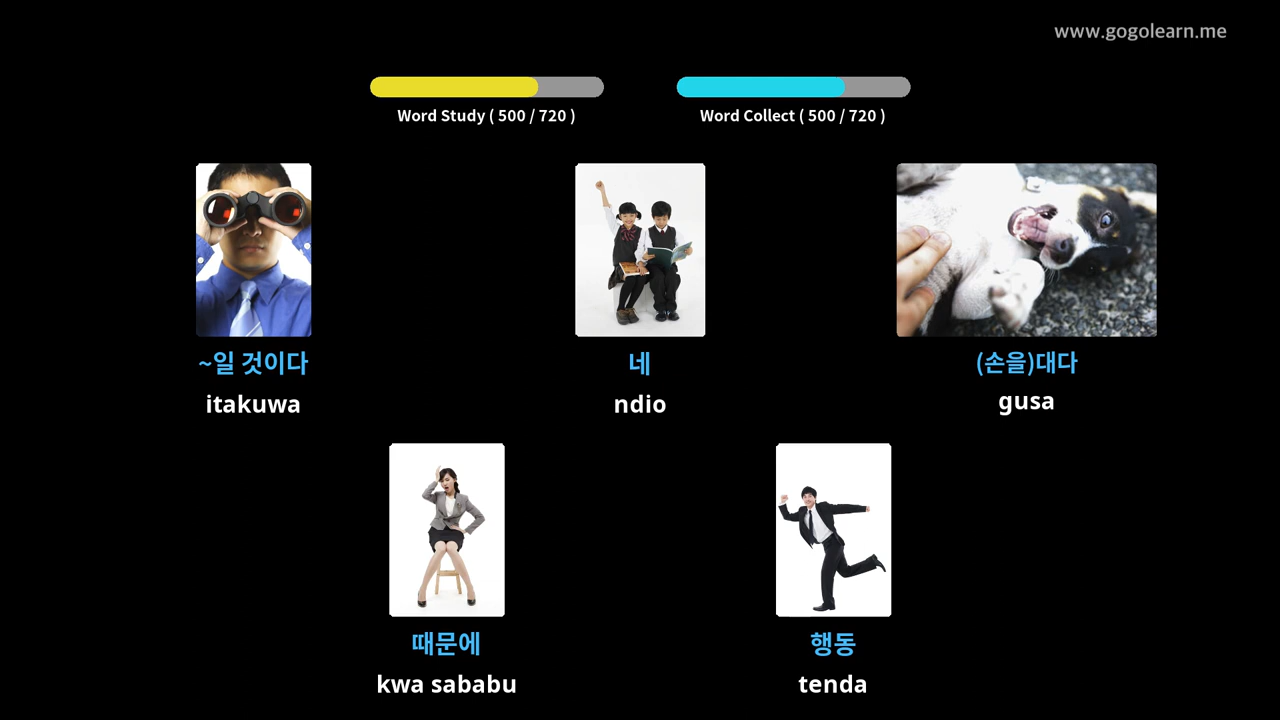 www.gogolearn.me
Word Study ( 500 / 720 )
Word Collect ( 500 / 720 )
~일 것이다
itakuwa
네
ndio
(손을)대다
gusa
때문에
kwa sababu
행동
tenda